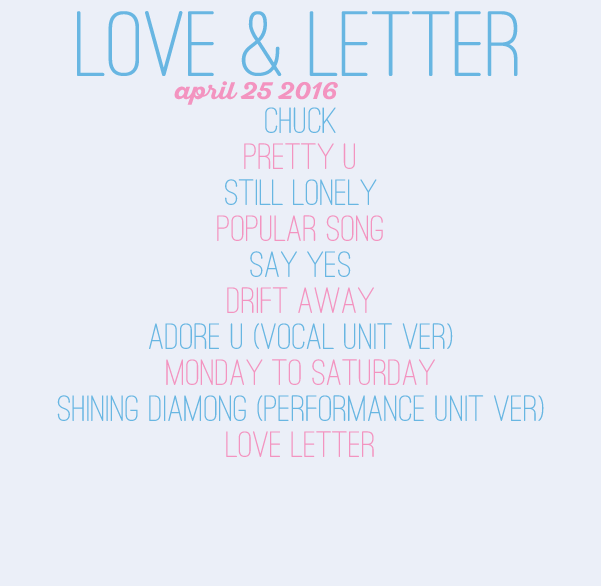 LOVE & LETTER
april 25 2016
CHUCK
PRETTY U
STILL LONELY
POPULAR SONG
SAY YES
DRIFT AWAY
ADORE U (VOCAL UNIT VER)
MONDAY TO SATURDAY
SHINING DIAMONG (PERFORMANCE UNIT VER)
LOVE LETTER